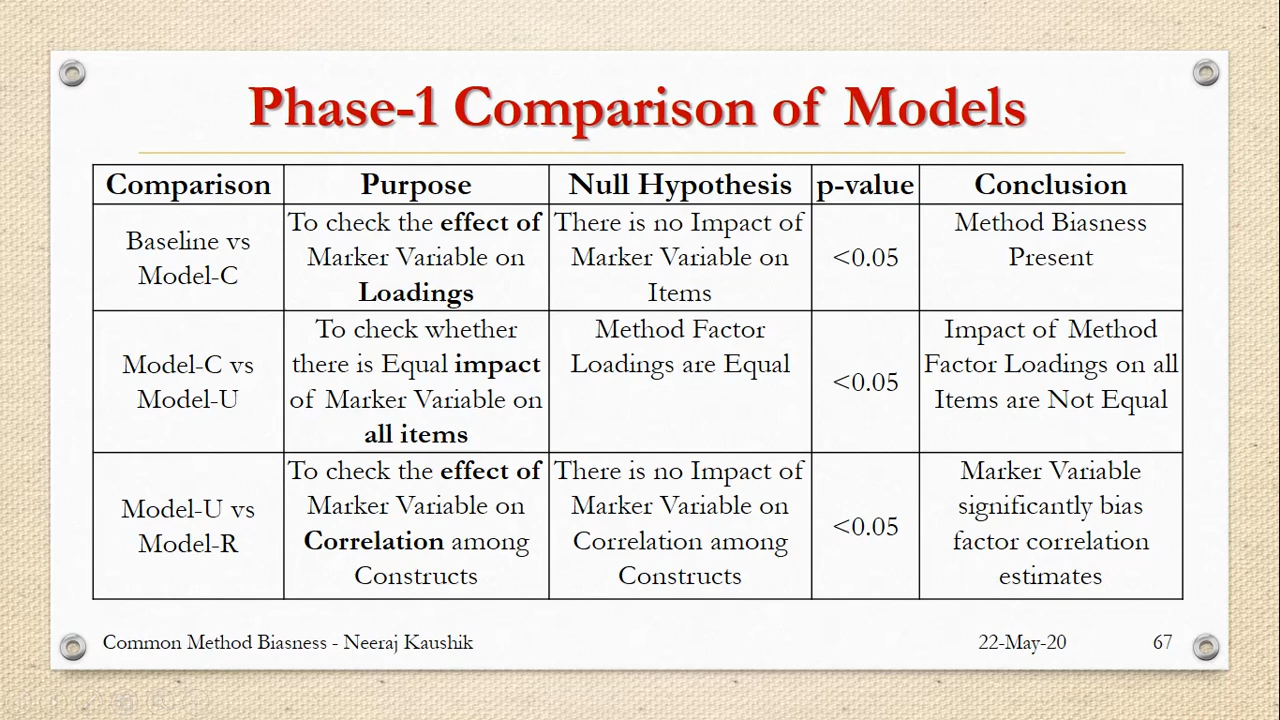 Phase-1 Comparison of Models
Comparison
Purpose
Null Hypothesis
p-value
Conclusion
Baseline vs
Model-C
To check the effect of
Marker Variable on
Loadings
There is no Impact of
Marker Variable on
Items
<0.05
Method Biasness
Present
Model-C vs
Model-U
To check whether
there is Equal impact
of Marker Variable on
all items
Method Factor
Loadings are Equal
<0.05
Impact of Method
Factor Loadings on all
Items are Not Equal
Model-U vs
Model-R
To check the effect of
Marker Variable on
Correlation among
Constructs
There is no Impact of
Marker Variable on
Correlation among
Constructs
<0.05
Marker Variable
significantly bias
factor correlation
estimates
Common Method Biasness - Neeraj Kaushik
22-May-20
67